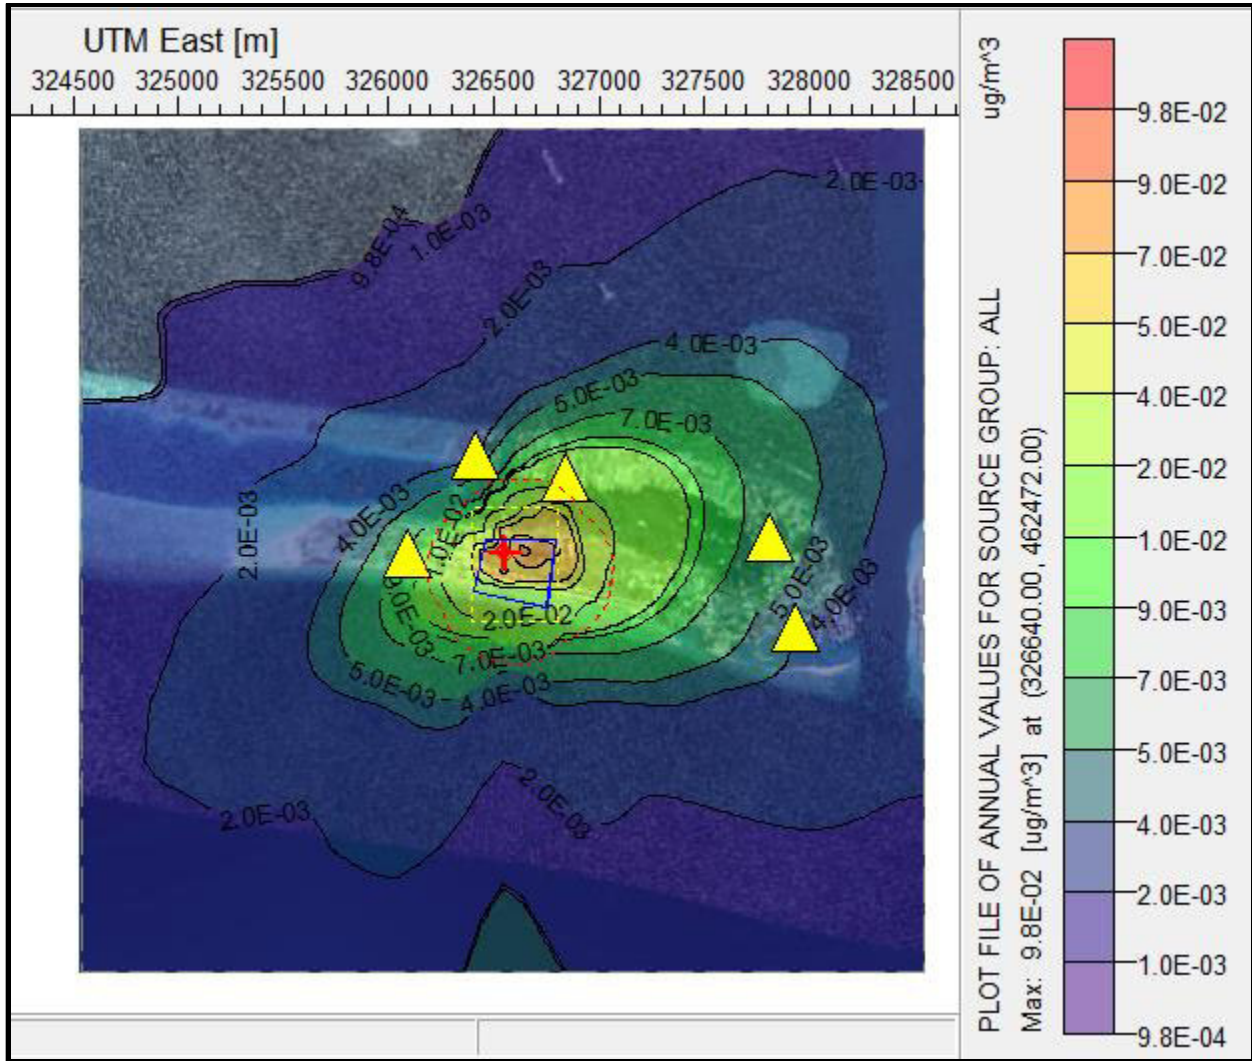 UTM East [m]
324500 325000 325500 326000 326500 327000 327500 328000 328500
2.0E-03
9.8E-04
1.0E-03
2.0E-03
4.0E-03
5.0E-03
7.0E-03
2.0E-03
4.0E-03
1.0E-02
5.0E-03
4.0E-03
2.0E-02
7.0E-03
5.0E-03
4.0E-03
2.0E-03
2.0E-03
PLOT FILE OF ANNUAL VALUES FOR SOURCE GROUP: ALL
Max: 9.8E-02 [ug/m^3] at (326640.00, 462472.00)
ug/m^3
9.8E-02
9.0E-02
7.0E-02
5.0E-02
4.0E-02
2.0E-02
1.0E-02
9.0E-03
7.0E-03
5.0E-03
4.0E-03
2.0E-03
1.0E-03
9.8E-04